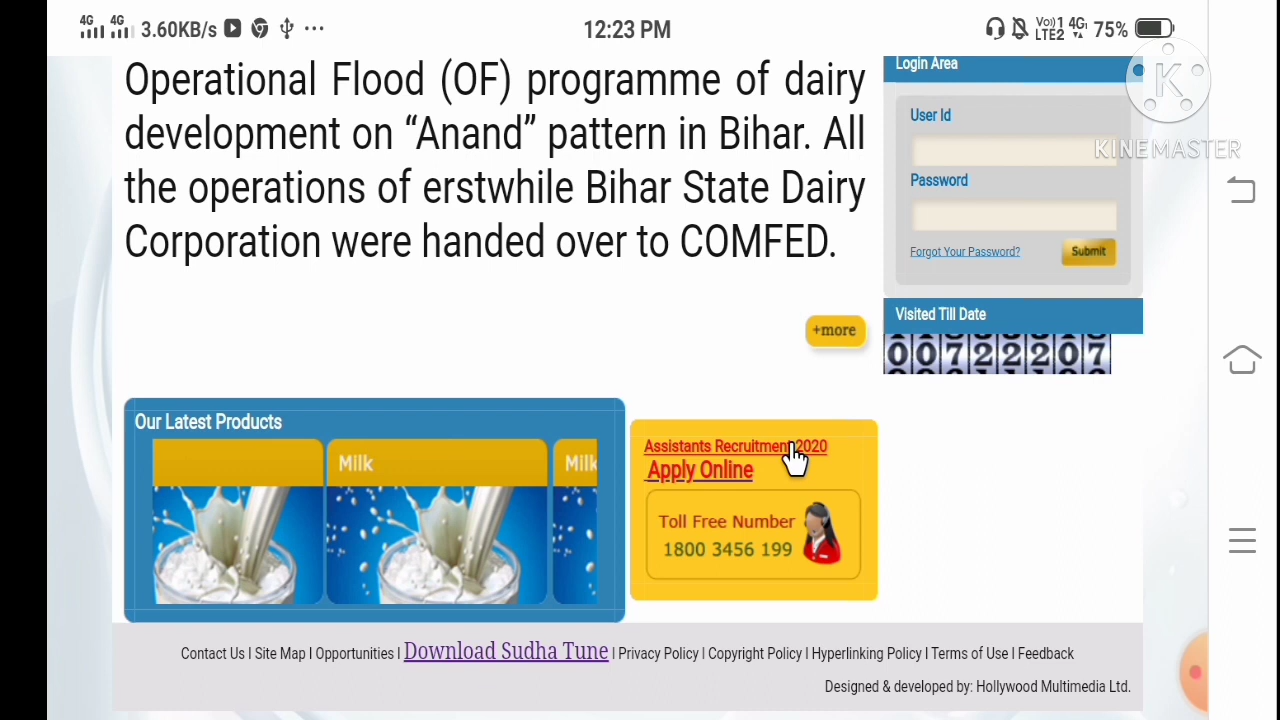 4G 4G 3.60KB/s ... 12:23 PM Vo) 1 LTE2 4G 75%
Operational Flood (OF) programme of dairy
development on “Anand” pattern in Bihar. All
the operations of erstwhile Bihar State Dairy
Corporation were handed over to COMFED.
+more
Login Area
User Id
Password
Forgot Your Password? Submit
K
KINEMASTER
Visited Till Date
00722207
Our Latest Products
Milk
Milk
Assistants Recruitment 2020
Apply Online
Toll Free Number
1800 3456 199
Contact Us I Site Map I Opportunities I Download Sudha Tune I Privacy Policy I Copyright Policy I Hyperlinking Policy I Terms of Use I Feedback
Designed & developed by: Hollywood Multimedia Ltd.